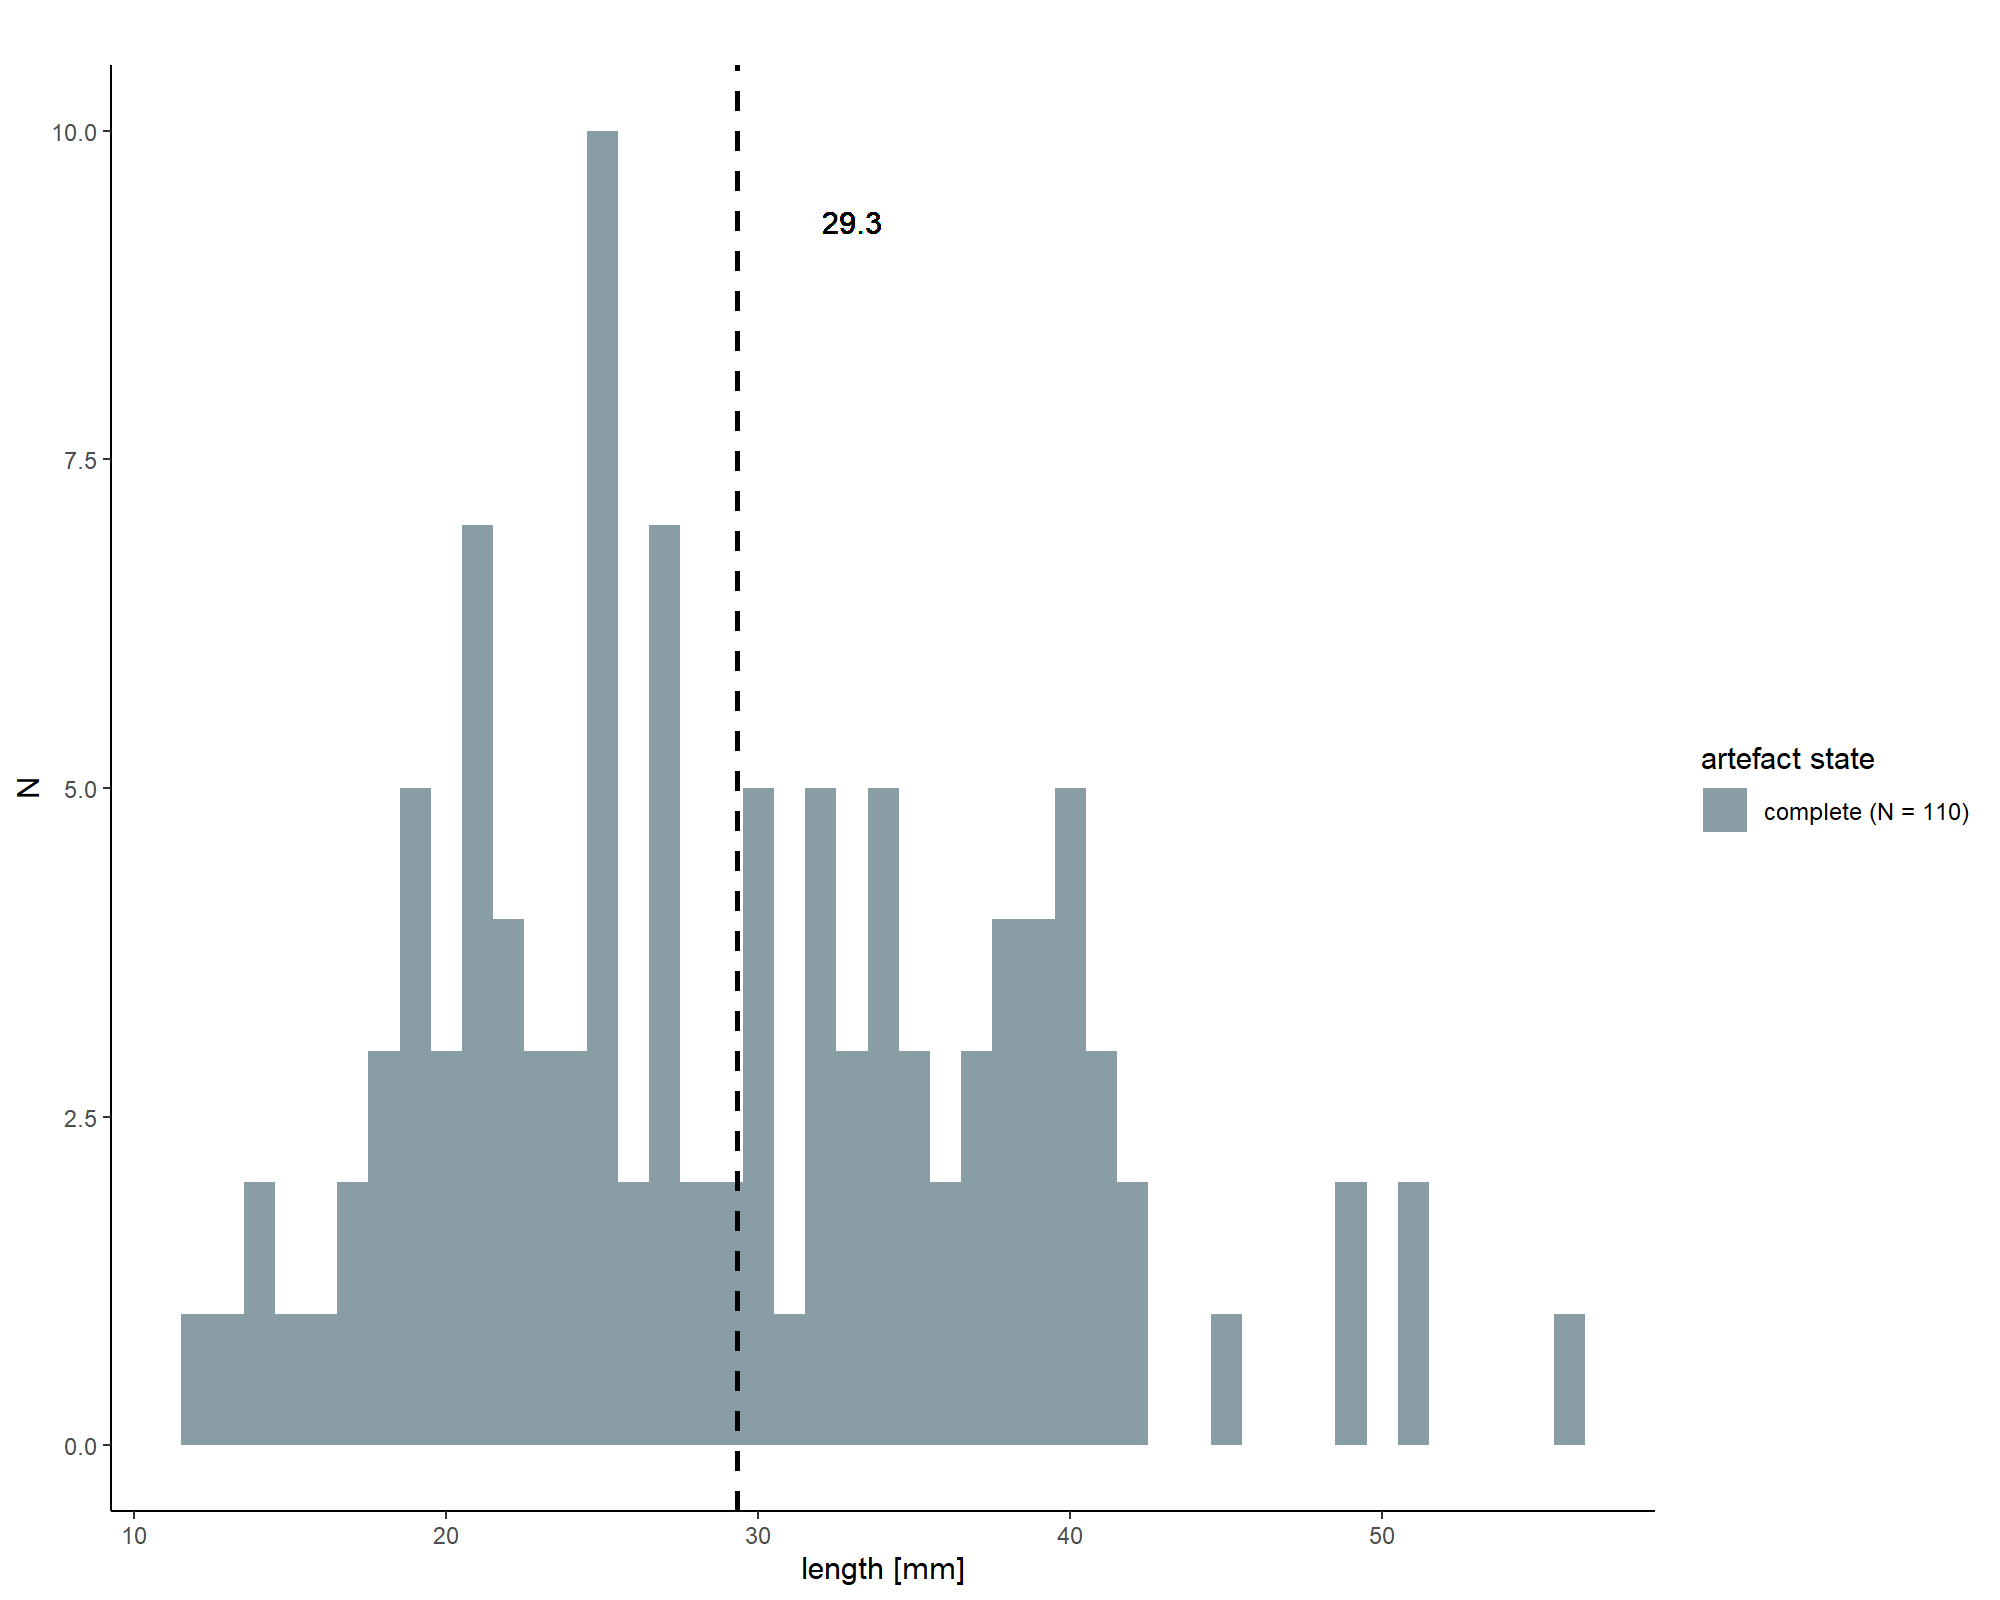 10.0
7.5
5.0
2.5
0.0
N
29.3
10 20 30 40 50
length [mm]
artefact state
complete (N = 110)